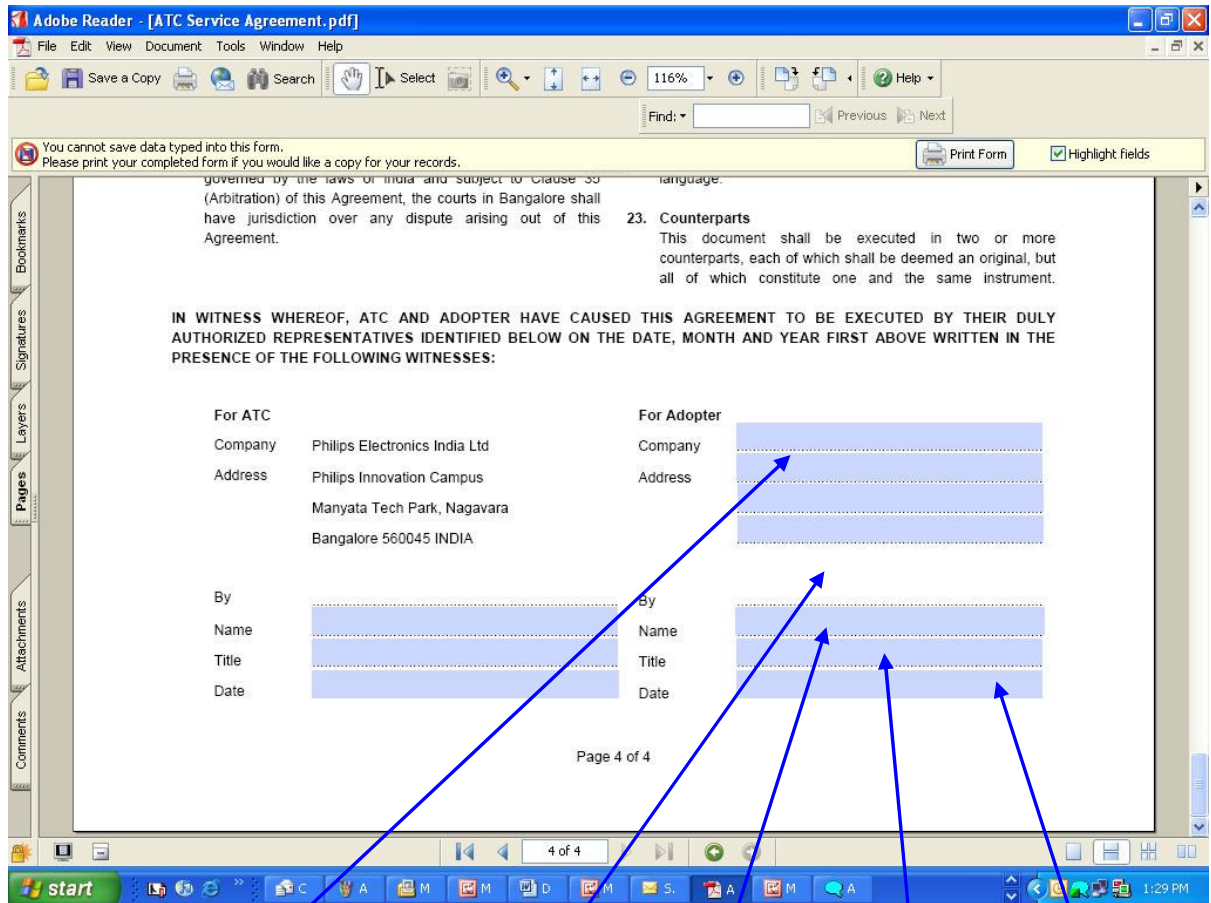 Adobe Reader - [ATC Service Agreement.pdf]
File Edit View Document Tools Window Help
Save a Copy Search Select 116% Help
Find: Previous Next
You cannot save data typed into this form.
Please print your completed form if you would like a copy for your records.
Print Form Highlight fields
Bookmarks
Signatures
Layers
Pages
Attachments
Comments
governed by the laws of India and subject to Clause 35
(Arbitration) of this Agreement, the courts in Bangalore shall
have jurisdiction over any dispute arising out of this
Agreement.
language.
23. Counterparts
This document shall be executed in two or more
counterparts, each of which shall be deemed an original, but
all of which constitute one and the same instrument.
IN WITNESS WHEREOF, ATC AND ADOPTER HAVE CAUSED THIS AGREEMENT TO BE EXECUTED BY THEIR DULY
AUTHORIZED REPRESENTATIVES IDENTIFIED BELOW ON THE DATE, MONTH AND YEAR FIRST ABOVE WRITTEN IN THE
PRESENCE OF THE FOLLOWING WITNESSES:
For ATC
Company Philips Electronics India Ltd
Address Philips Innovation Campus
Manyata Tech Park, Nagavara
Bangalore 560045 INDIA
By
Name
Title
Date
For Adopter
Company
Address
By
Name
Title
Date
Page 4 of 4
4 of 4
start C A M M D M S. A M A 1:29 PM